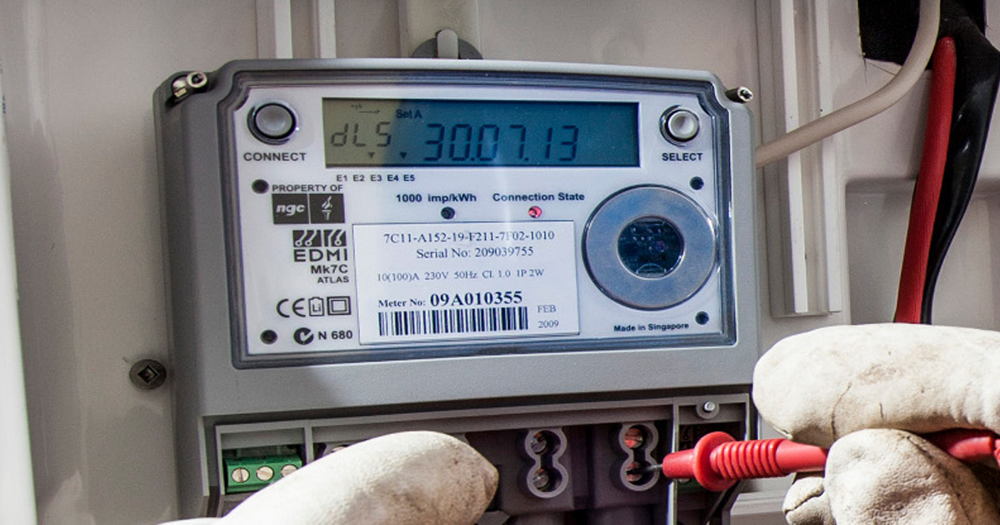 Set A
dLS 30.07.13
CONNECT
SELECT
E1 E2 E3 E4 E5
PROPERTY OF
ngc
1000 imp/kWh Connection State
EDMI
Mk7C
ATLAS
7C11-A152-19-F211-7F02-1010
Serial No: 209039755
10(100)A 230V 50Hz Cl. 1.0 1P 2W
Meter No: 09A010355
FEB
2009
CE Li
N 680
Made in Singapore